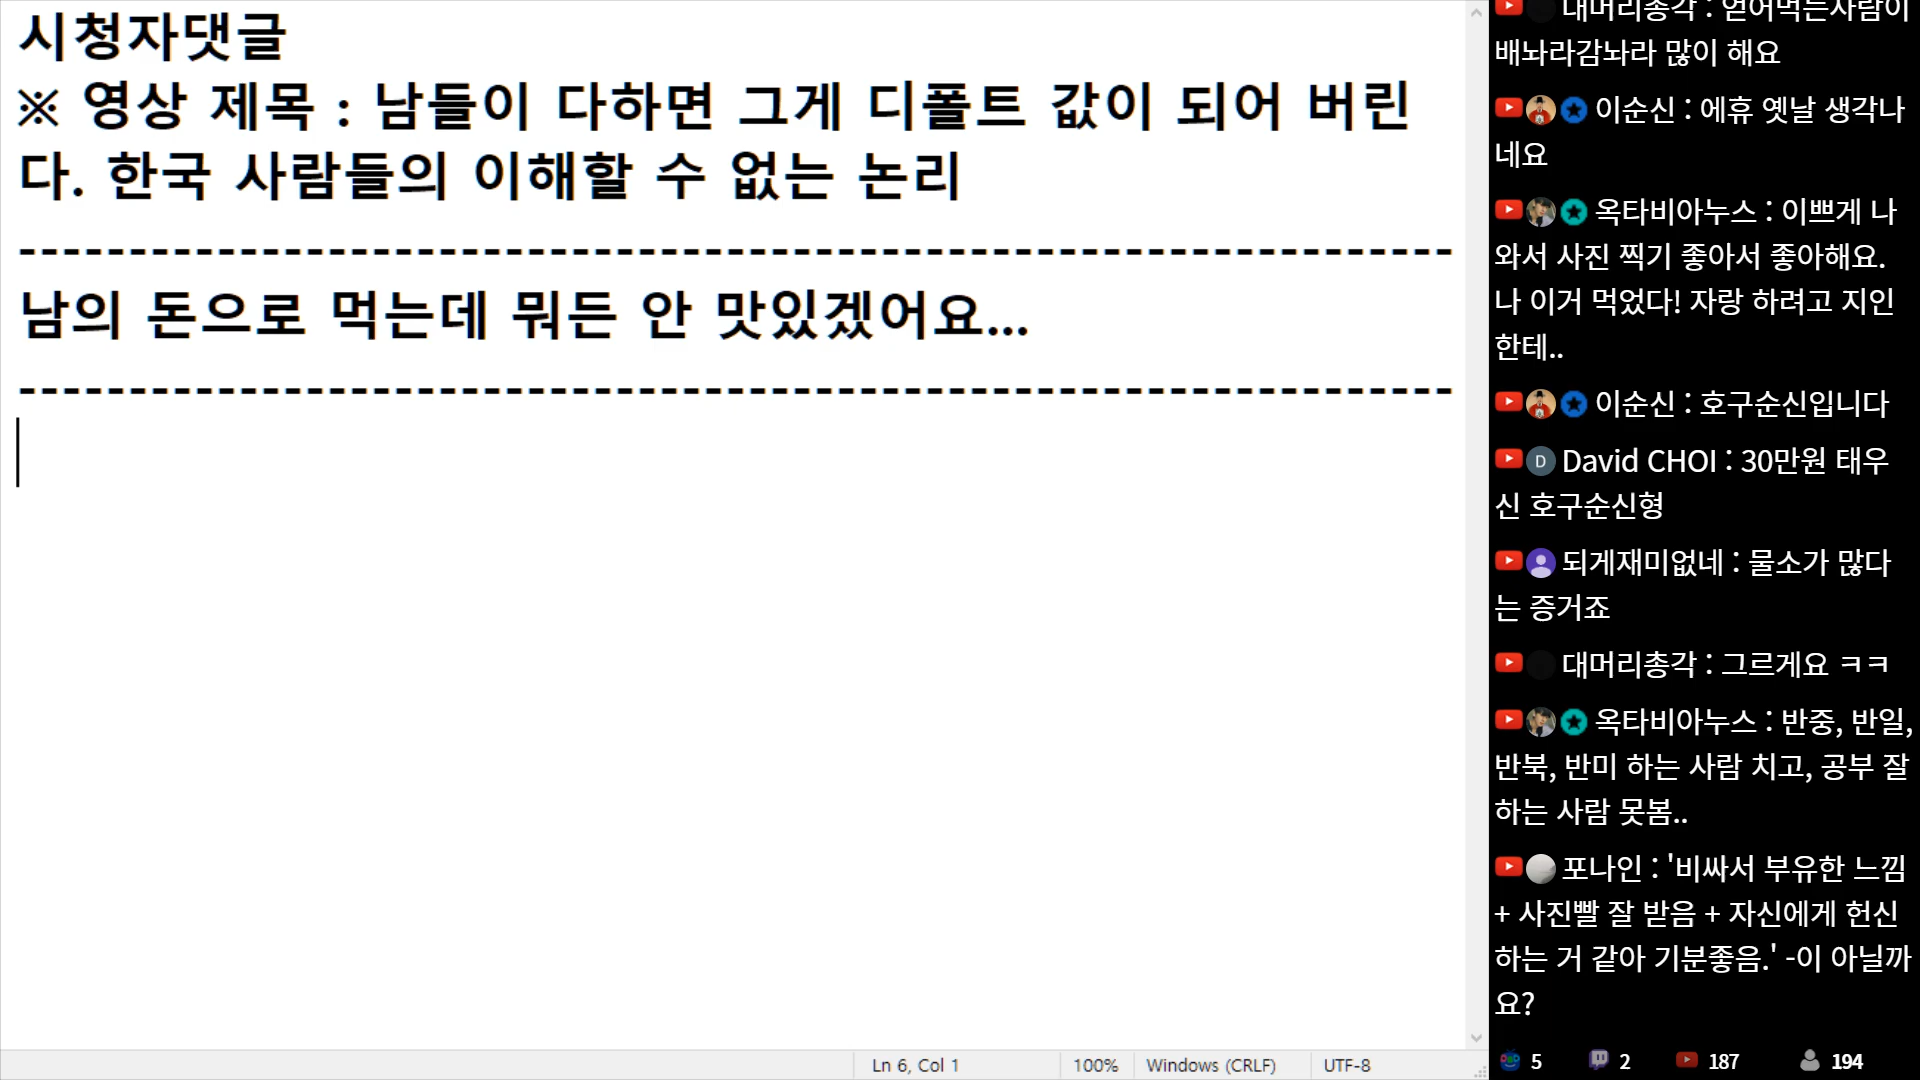 시청자댓글
※ 영상 제목 : 남들이 다하면 그게 디폴트 값이 되어 버린
다. 한국 사람들의 이해할 수 없는 논리
-------------------------------------------------------------------------------
남의 돈으로 먹는데 뭐든 안 맛있겠어요...
-------------------------------------------------------------------------------
Ln 6, Col 1
100%
Windows (CRLF)
UTF-8
대머리총각 : 얻어먹는사람이
배놔라감놔라 많이 해요
이순신 : 에휴 옛날 생각나
네요
옥타비아누스 : 이쁘게 나
와서 사진 찍기 좋아서 좋아해요.
나 이거 먹었다! 자랑 하려고 지인
한테..
이순신 : 호구순신입니다
D David CHOI : 30만원 태우
신 호구순신형
되게재미없네 : 물소가 많다
는 증거죠
대머리총각 : 그르게요 ㅋㅋ
옥타비아누스 : 반중, 반일,
반북, 반미 하는 사람 치고, 공부 잘
하는 사람 못봄..
포나인 : '비싸서 부유한 느낌
+ 사진빨 잘 받음 + 자신에게 헌신
하는 거 같아 기분좋음.' -이 아닐까
요?
5 2 187 194